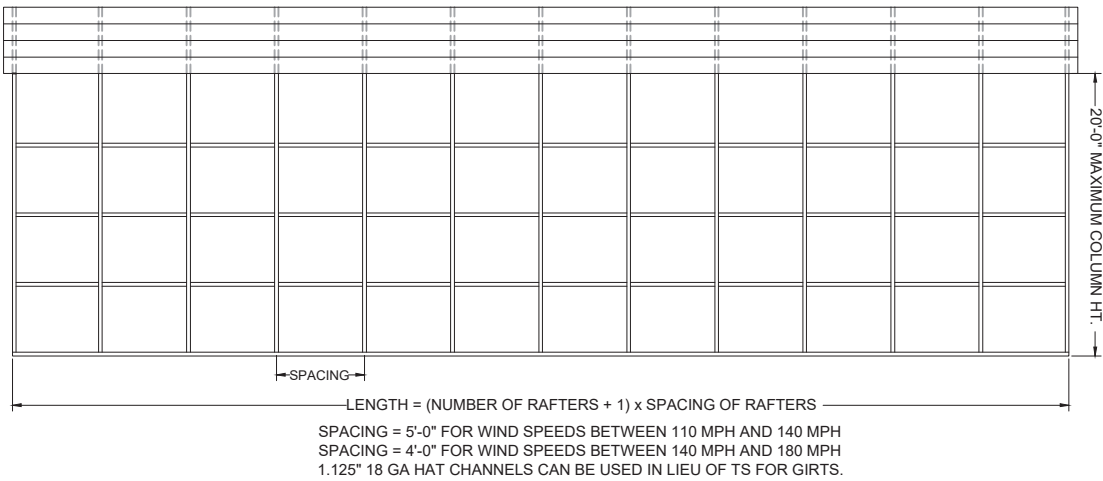 20'-0" MAXIMUM COLUMN HT.
SPACING
LENGTH = (NUMBER OF RAFTERS + 1) x SPACING OF RAFTERS
SPACING = 5'-0" FOR WIND SPEEDS BETWEEN 110 MPH AND 140 MPH
SPACING = 4'-0" FOR WIND SPEEDS BETWEEN 140 MPH AND 180 MPH
1.125" 18 GA HAT CHANNELS CAN BE USED IN LIEU OF TS FOR GIRTS.